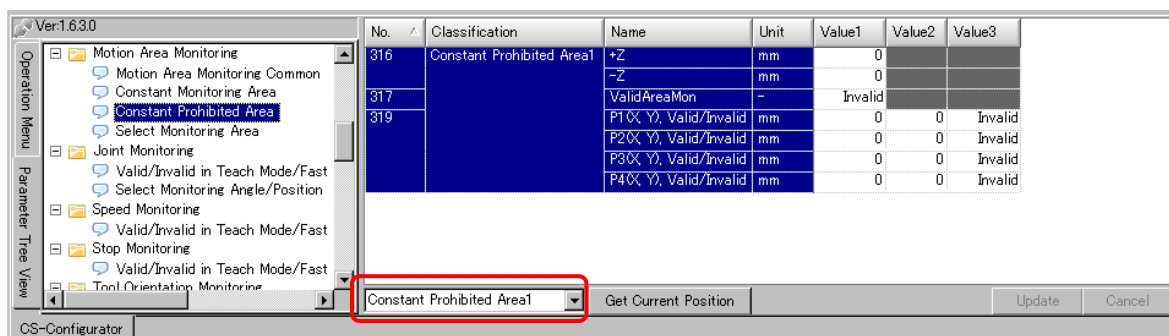 Ver:1.6.3.0
Operation Menu
Parameter Tree View
Motion Area Monitoring
Motion Area Monitoring Common
Constant Monitoring Area
Constant Prohibited Area
Select Monitoring Area
Joint Monitoring
Valid/Invalid in Teach Mode/Fast
Select Monitoring Angle/Position
Speed Monitoring
Valid/Invalid in Teach Mode/Fast
Stop Monitoring
Valid/Invalid in Teach Mode/Fast
Tool Orientation Monitoring
No. Classification Name Unit Value1 Value2 Value3
316 Constant Prohibited Area1 +Z mm 0
-Z mm 0
317 ValidAreaMon - Invalid
319 P1(X, Y), Valid/Invalid mm 0 0 Invalid
P2(X, Y), Valid/Invalid mm 0 0 Invalid
P3(X, Y), Valid/Invalid mm 0 0 Invalid
P4(X, Y), Valid/Invalid mm 0 0 Invalid
Constant Prohibited Area1 Get Current Position Update Cancel
CS-Configurator